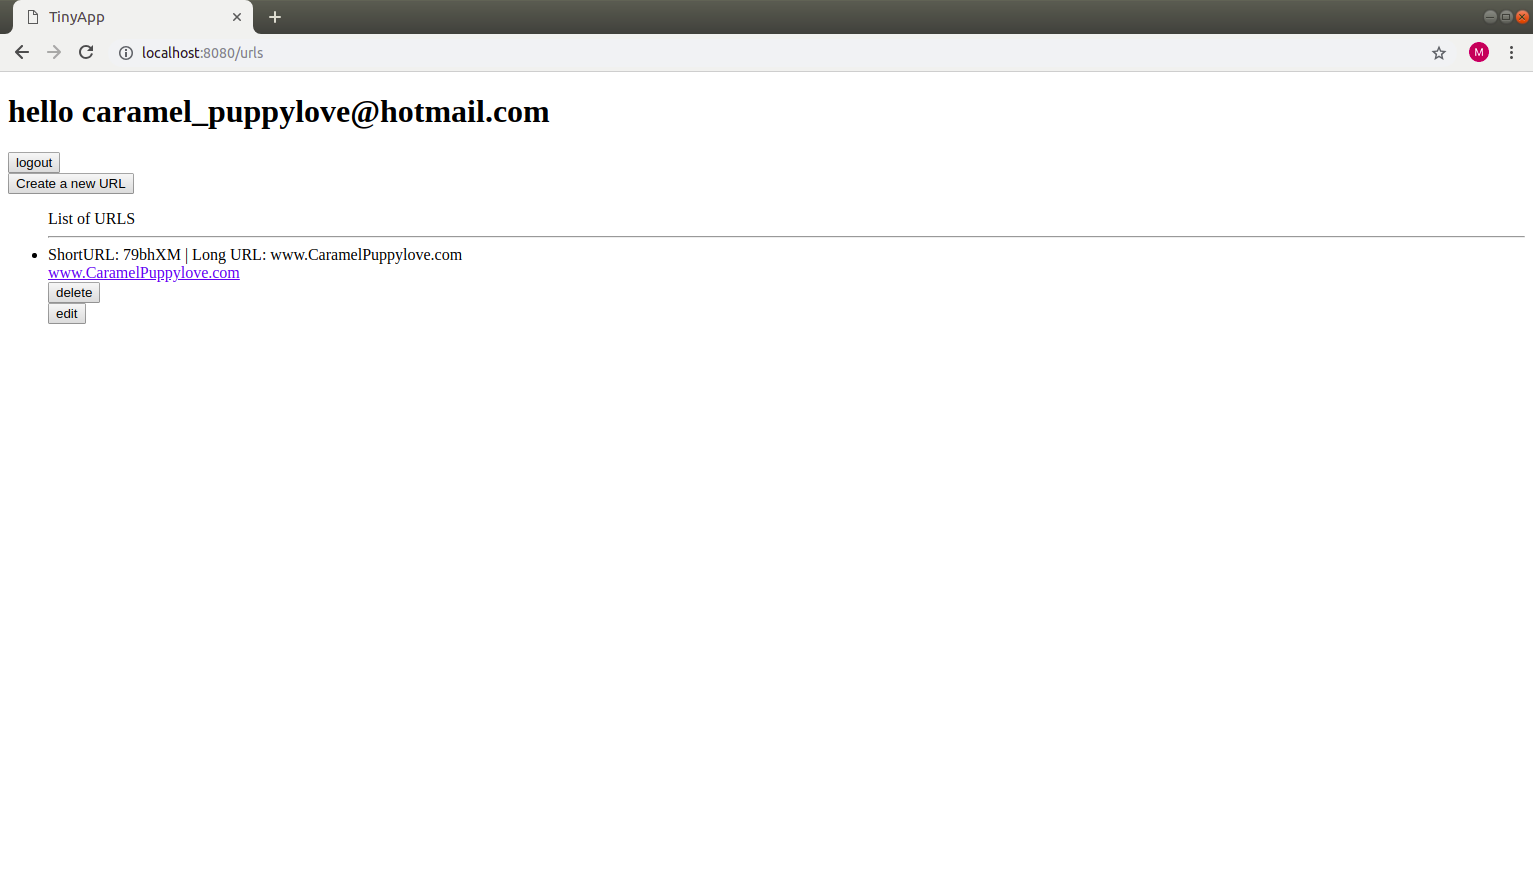 TinyApp
localhost:8080/urls
M
hello caramel_puppylove@hotmail.com
logout
Create a new URL
List of URLS
ShortURL: 79bhXM | Long URL: www.CaramelPuppylove.com
www.CaramelPuppylove.com
delete
edit